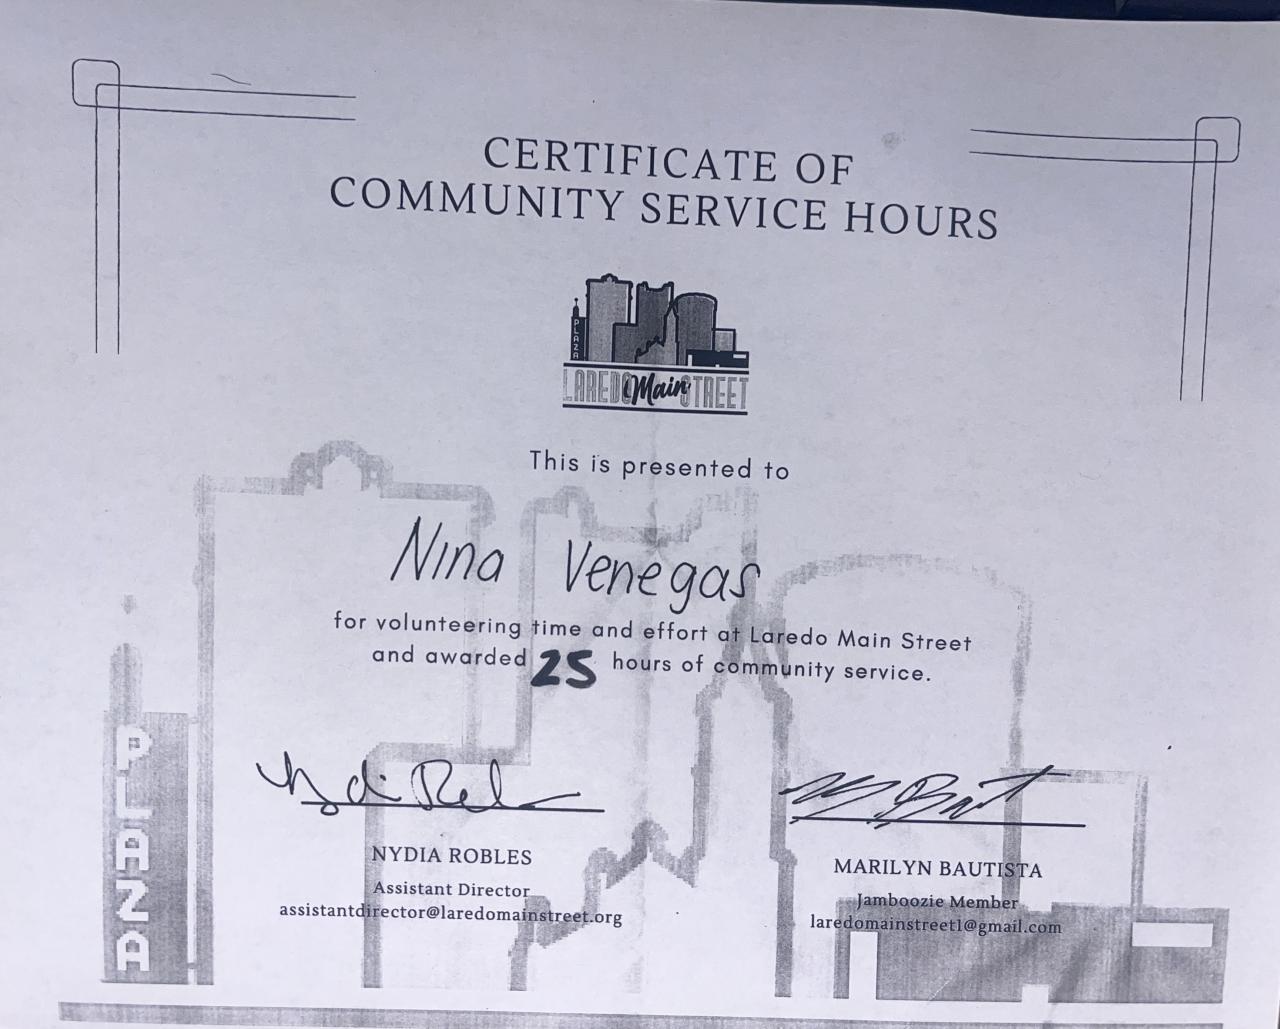 CERTIFICATE OF
COMMUNITY SERVICE HOURS
PLAZA
LAREDO Main STREET
This is presented to
Nina Venegas
for volunteering time and effort at Laredo Main Street
and awarded 25 hours of community service.
PLAZA
NYDIA ROBLES
Assistant Director
assistantdirector@laredomainstreet.org
MARILYN BAUTISTA
Jamboozie Member
laredomainstreet1@gmail.com